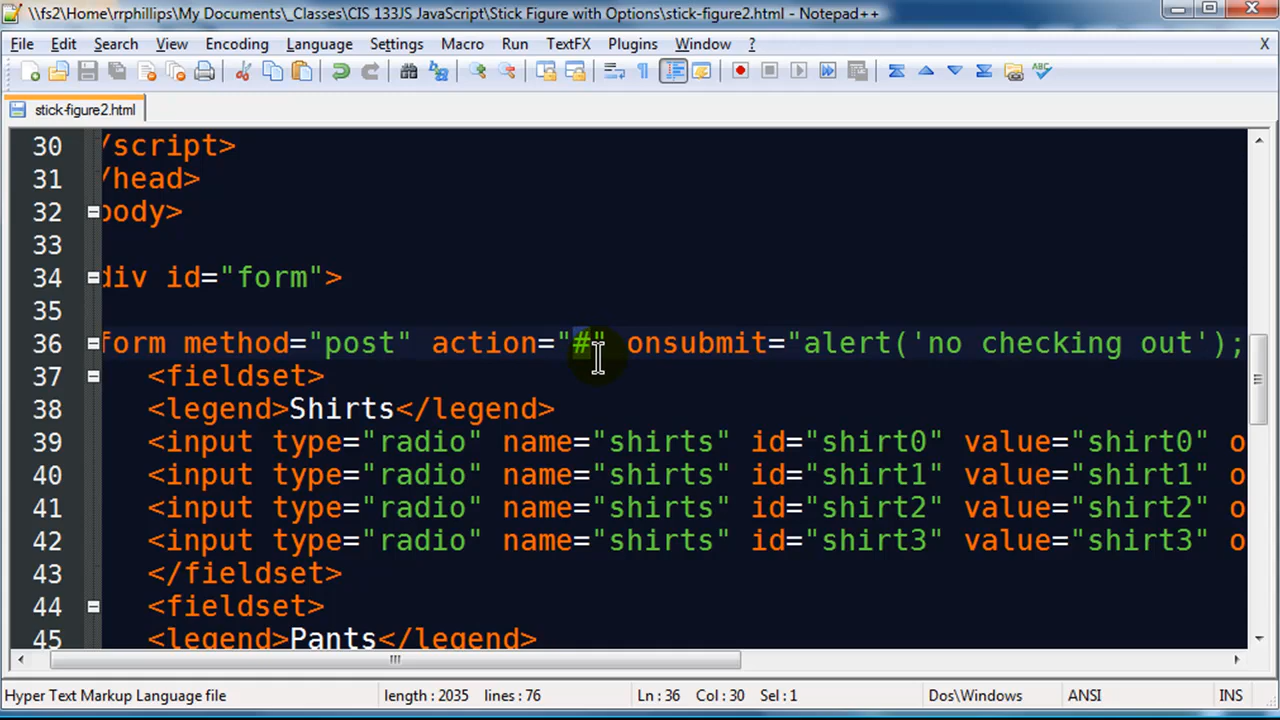 \\fs2\Home\rrphillips\My Documents\_Classes\CIS 133JS JavaScript\Stick Figure with Options\stick-figure2.html - Notepad++
File Edit Search View Encoding Language Settings Macro Run TextFX Plugins Window ? X
stick-figure2.html
30 /script>
31 /head>
32 body>
33
34 div id="form">
35
36 form method="post" action="#" onsubmit="alert('no checking out');
37 <fieldset>
38 <legend>Shirts</legend>
39 <input type="radio" name="shirts" id="shirt0" value="shirt0" o
40 <input type="radio" name="shirts" id="shirt1" value="shirt1" o
41 <input type="radio" name="shirts" id="shirt2" value="shirt2" o
42 <input type="radio" name="shirts" id="shirt3" value="shirt3" o
43 </fieldset>
44 <fieldset>
45 <legend>Pants</legend>
Hyper Text Markup Language file length : 2035 lines : 76 Ln : 36 Col : 30 Sel : 1 Dos\Windows ANSI INS